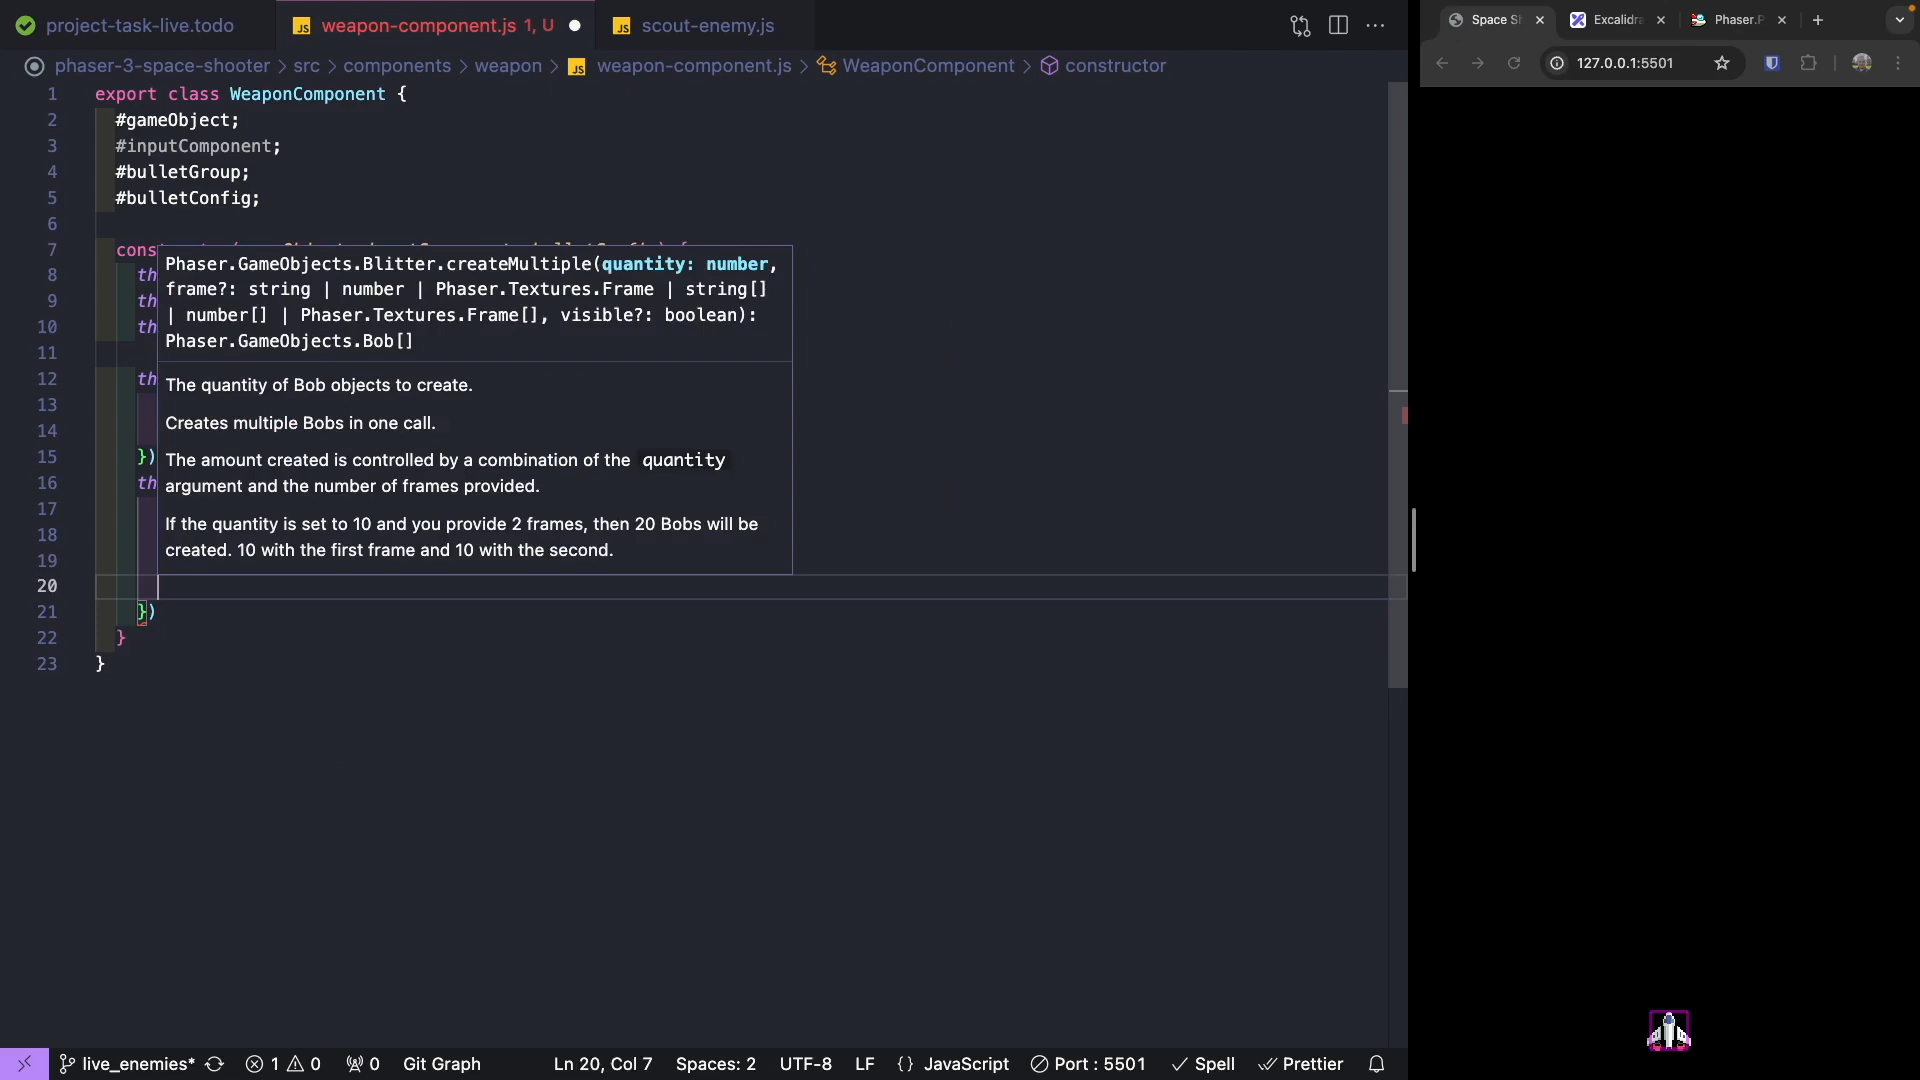 project-task-live.todo
weapon-component.js 1, U
scout-enemy.js
Space S
Excalidr
Phaser.P
phaser-3-space-shooter > src > components > weapon > weapon-component.js > WeaponComponent > constructor
127.0.0.1:5501
1 export class WeaponComponent {
2 #gameObject;
3 #inputComponent;
4 #bulletGroup;
5 #bulletConfig;
6
7 cons
8 th
9 th
10 th
11
12 th
13
14
15 })
16 th
17
18
19
20
21 })
22 }
23 }
Phaser.GameObjects.Blitter.createMultiple(quantity: number,
frame?: string | number | Phaser.Textures.Frame | string[]
| number[] | Phaser.Textures.Frame[], visible?: boolean):
Phaser.GameObjects.Bob[]
The quantity of Bob objects to create.
Creates multiple Bobs in one call.
The amount created is controlled by a combination of the quantity
argument and the number of frames provided.
If the quantity is set to 10 and you provide 2 frames, then 20 Bobs will be
created. 10 with the first frame and 10 with the second.
live_enemies* 1 0 0 Git Graph Ln 20, Col 7 Spaces: 2 UTF-8 LF {} JavaScript Port : 5501 Spell Prettier